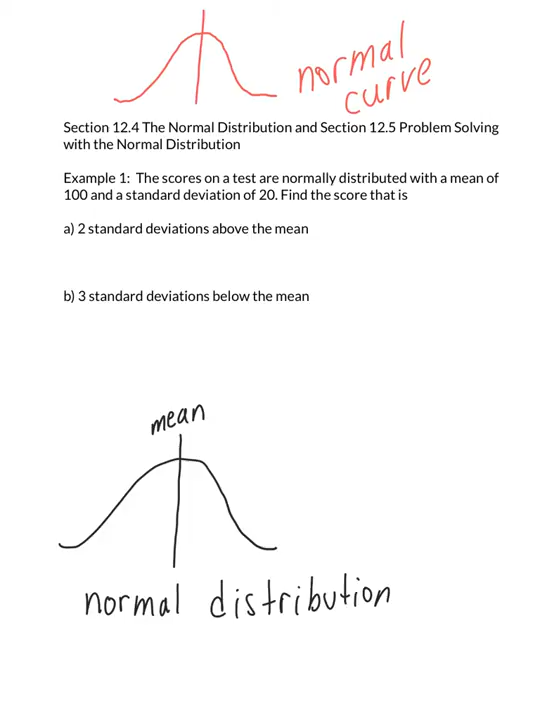 normal
curve
Section 12.4 The Normal Distribution and Section 12.5 Problem Solving
with the Normal Distribution
Example 1:  The scores on a test are normally distributed with a mean of
100 and a standard deviation of 20. Find the score that is
a) 2 standard deviations above the mean
b) 3 standard deviations below the mean
mean
normal distribution